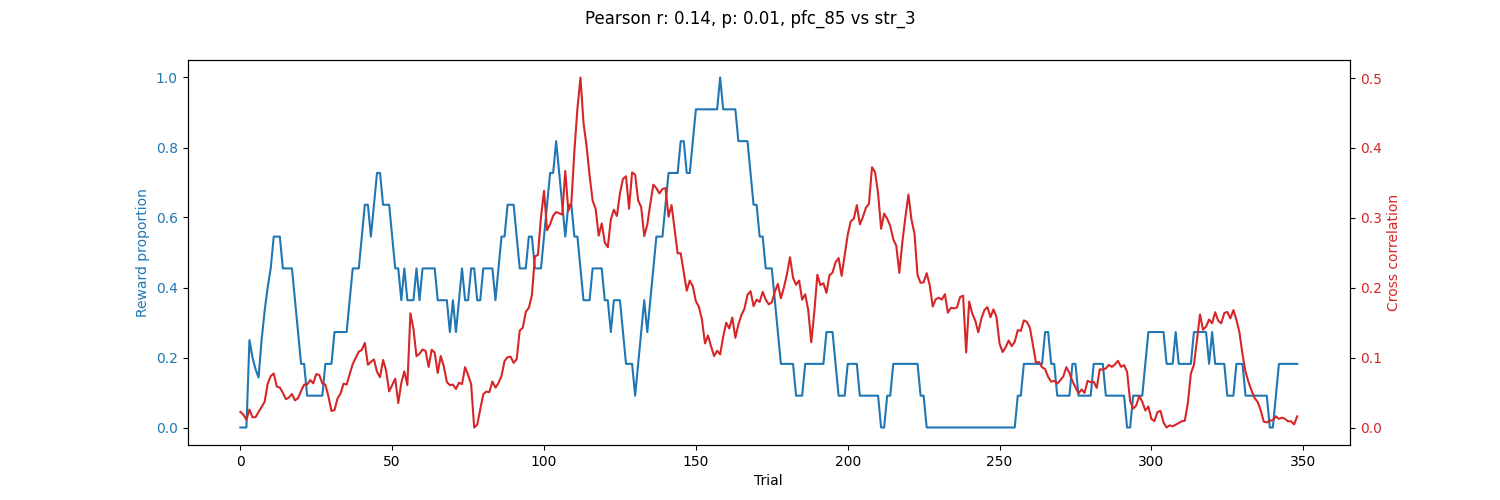 Pearson r: 0.14, p: 0.01, pfc_85 vs str_3
1.0
0.8
0.6
0.4
0.2
0.0
Reward proportion
0.5
0.4
0.3
0.2
0.1
0.0
Cross correlation
0 50 100 150 200 250 300 350
Trial